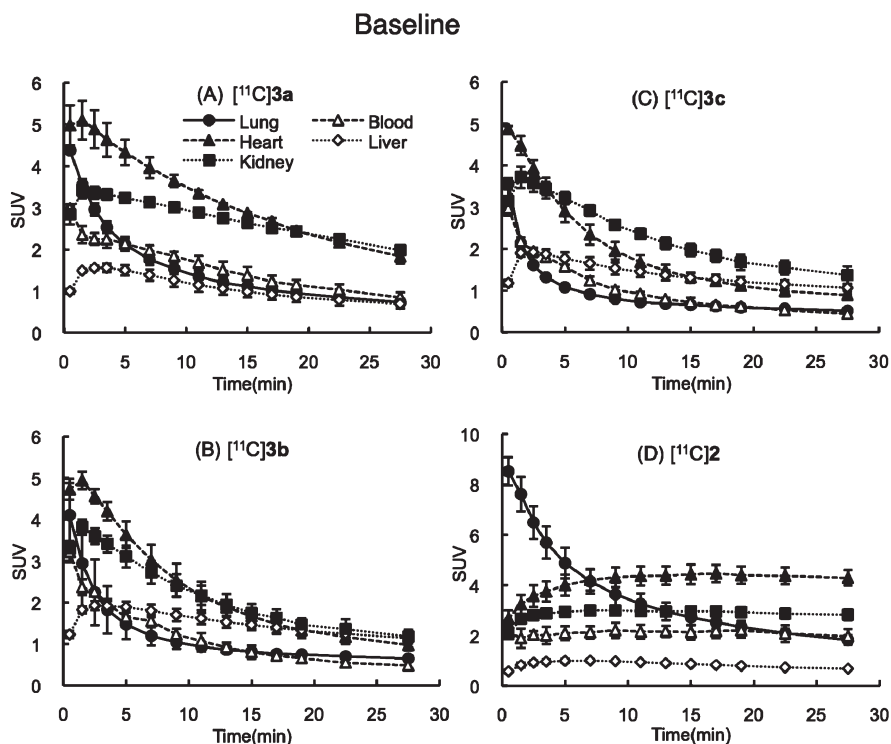 Baseline
(A) [¹¹C]3a
Lung
Blood
Heart
Liver
Kidney
SUV
6
5
4
3
2
1
0
0 5 10 15 20 25 30
Time(min)
(C) [¹¹C]3c
SUV
6
5
4
3
2
1
0
0 5 10 15 20 25 30
Time(min)
(B) [¹¹C]3b
SUV
6
5
4
3
2
1
0
0 5 10 15 20 25 30
Time(min)
(D) [¹¹C]2
SUV
10
8
6
4
2
0
0 5 10 15 20 25 30
Time(min)